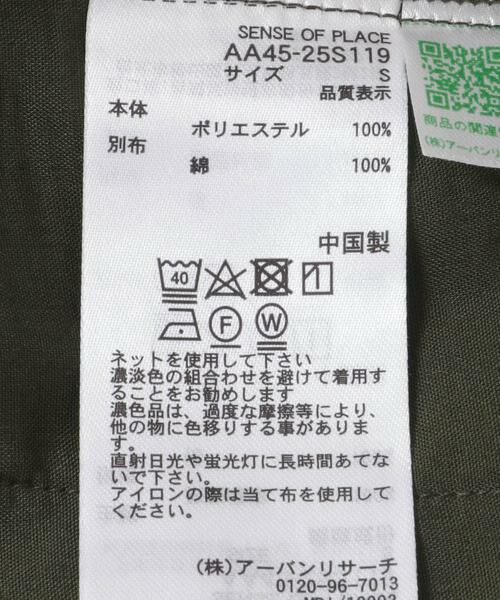 SENSE OF PLACE
AA45-25S119
サイズ S
品質表示
本体
ポリエステル 100%
別布
綿 100%
中国製
40
F
W
ネットを使用して下さい
濃淡色の組合わせを避けて着用す
ることをお勧めします
濃色品は、過度な摩擦等により、
他の物に色移りする事がありま
す。
直射日光や蛍光灯に長時間あてな
いで下さい。
アイロンの際は当て布を使用して
ください。
(株)アーバンリサーチ
0120-96-7013
商品の関連
(株)アーバンリ